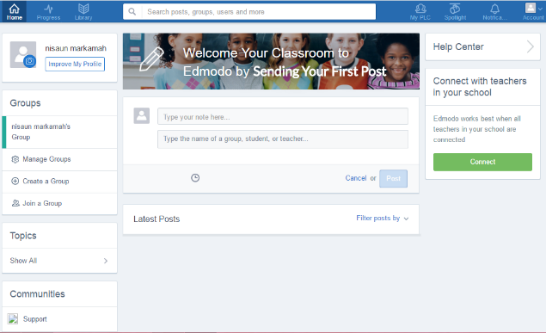 Home Progress Library Search posts, groups, users and more My PLC Spotlight Notifica... Account
nisaun markamah
Improve My Profile
Groups
nisaun markamah's
Group
Manage Groups
Create a Group
Join a Group
Topics
Show All
Communities
Support
Welcome Your Classroom to
Edmodo by Sending Your First Post
Type your note here...
Type the name of a group, student, or teacher...
Cancel or Post
Latest Posts Filter posts by
Help Center
Connect with teachers
in your school
Edmodo works best when all
teachers in your school are
connected
Connect